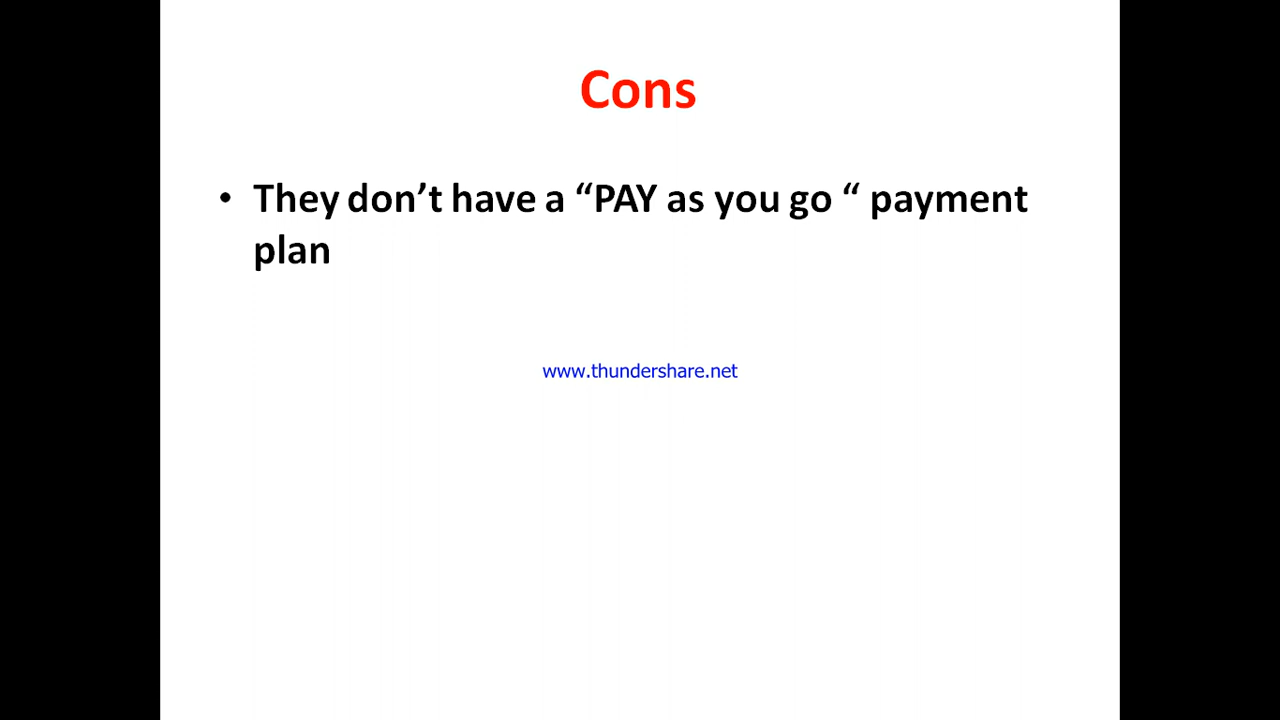 Cons
• They don’t have a “PAY as you go “ payment
plan
www.thundershare.net